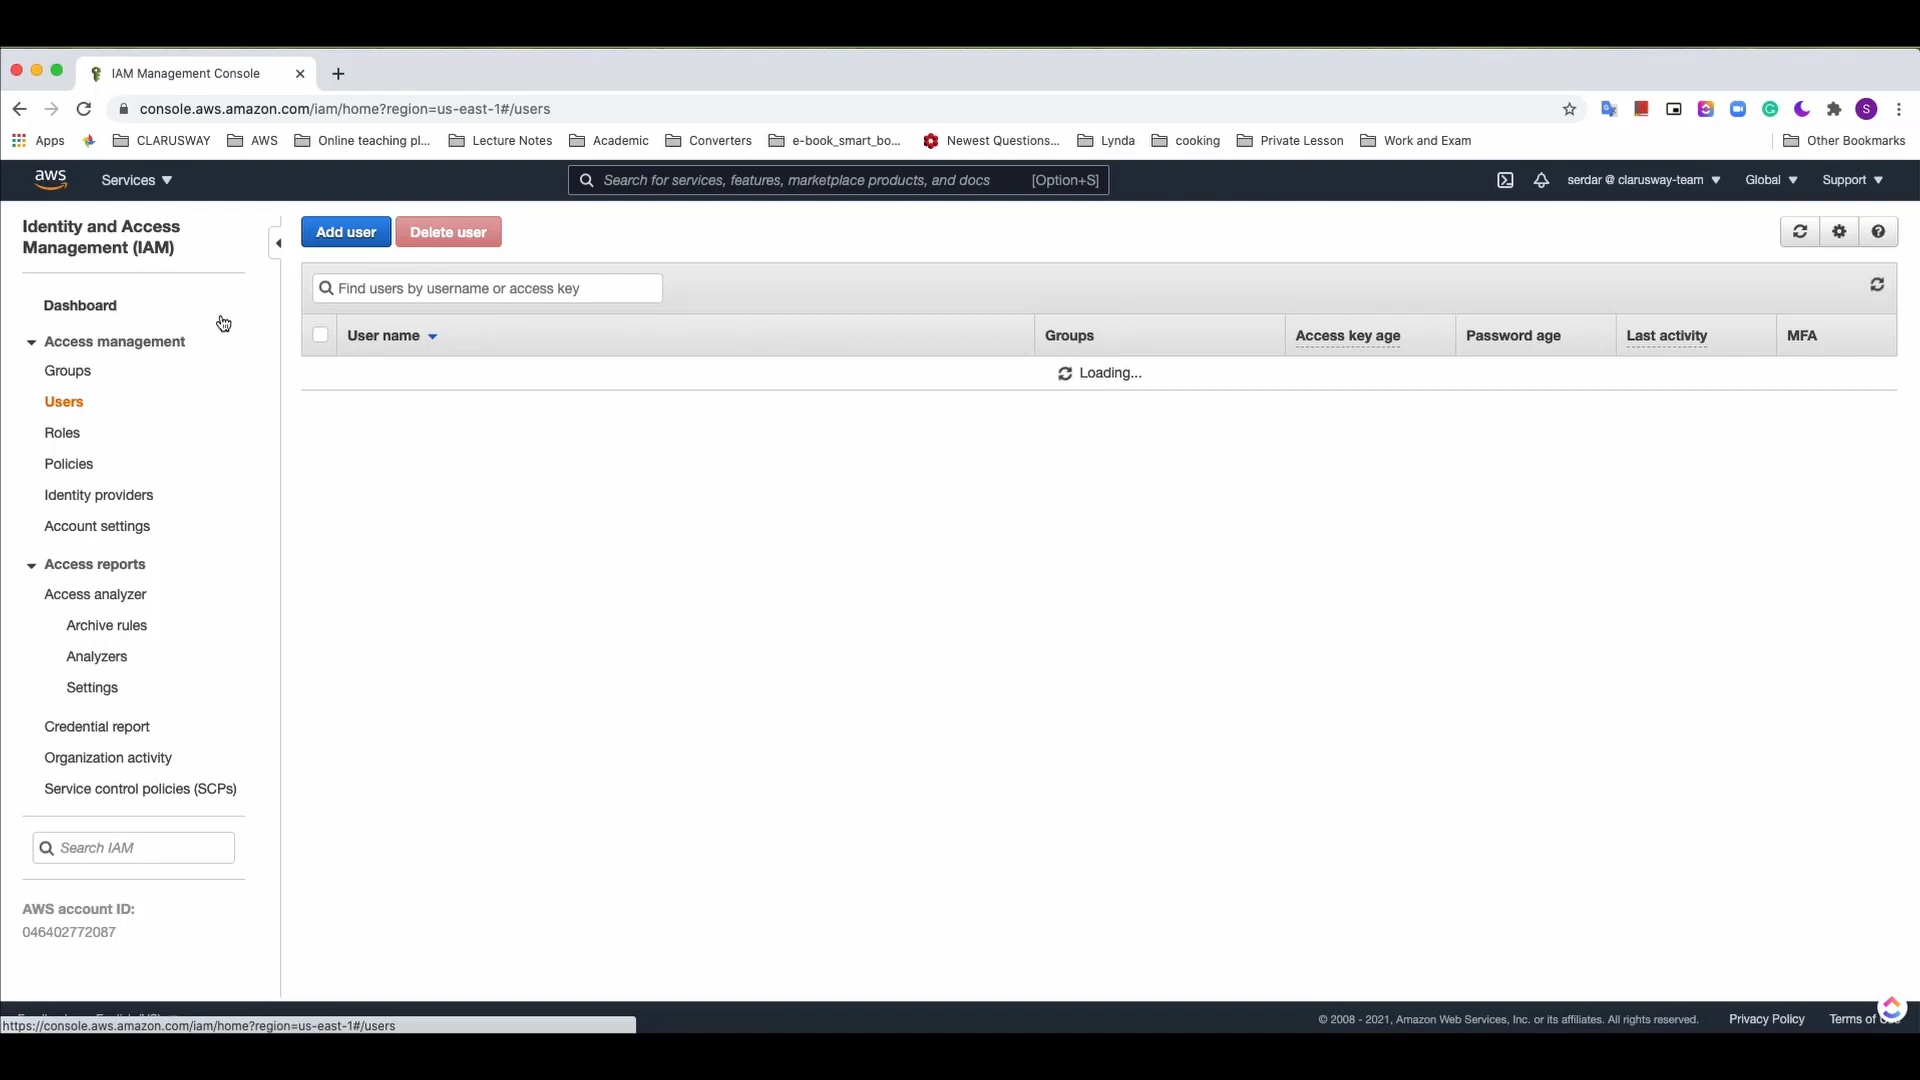 IAM Management Console
console.aws.amazon.com/iam/home?region=us-east-1#/users
S
Apps CLARUSWAY AWS Online teaching pl... Lecture Notes Academic Converters e-book_smart_bo... Newest Questions... Lynda cooking Private Lesson Work and Exam Other Bookmarks
aws Services Search for services, features, marketplace products, and docs [Option+S] serdar @ clarusway-team Global Support
Identity and Access
Management (IAM)
Add user Delete user
Find users by username or access key
Dashboard
User name Groups Access key age Password age Last activity MFA
Access management
Groups
Loading...
Users
Roles
Policies
Identity providers
Account settings
Access reports
Access analyzer
Archive rules
Analyzers
Settings
Credential report
Organization activity
Service control policies (SCPs)
Search IAM
AWS account ID:
046402772087
https://console.aws.amazon.com/iam/home?region=us-east-1#/users
© 2008 - 2021, Amazon Web Services, Inc. or its affiliates. All rights reserved. Privacy Policy Terms of